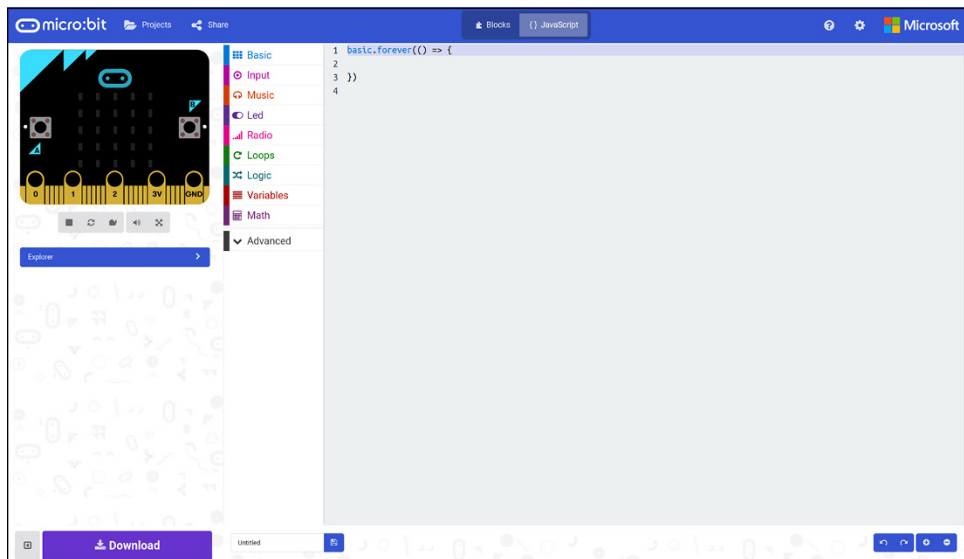 micro:bit Projects Share Blocks {} JavaScript Microsoft
B
A
0 1 2 3V GND
Explorer
Basic
Input
Music
Led
Radio
Loops
Logic
Variables
Math
Advanced
1 basic.forever(() => {
2
3 })
4
Download
Untitled